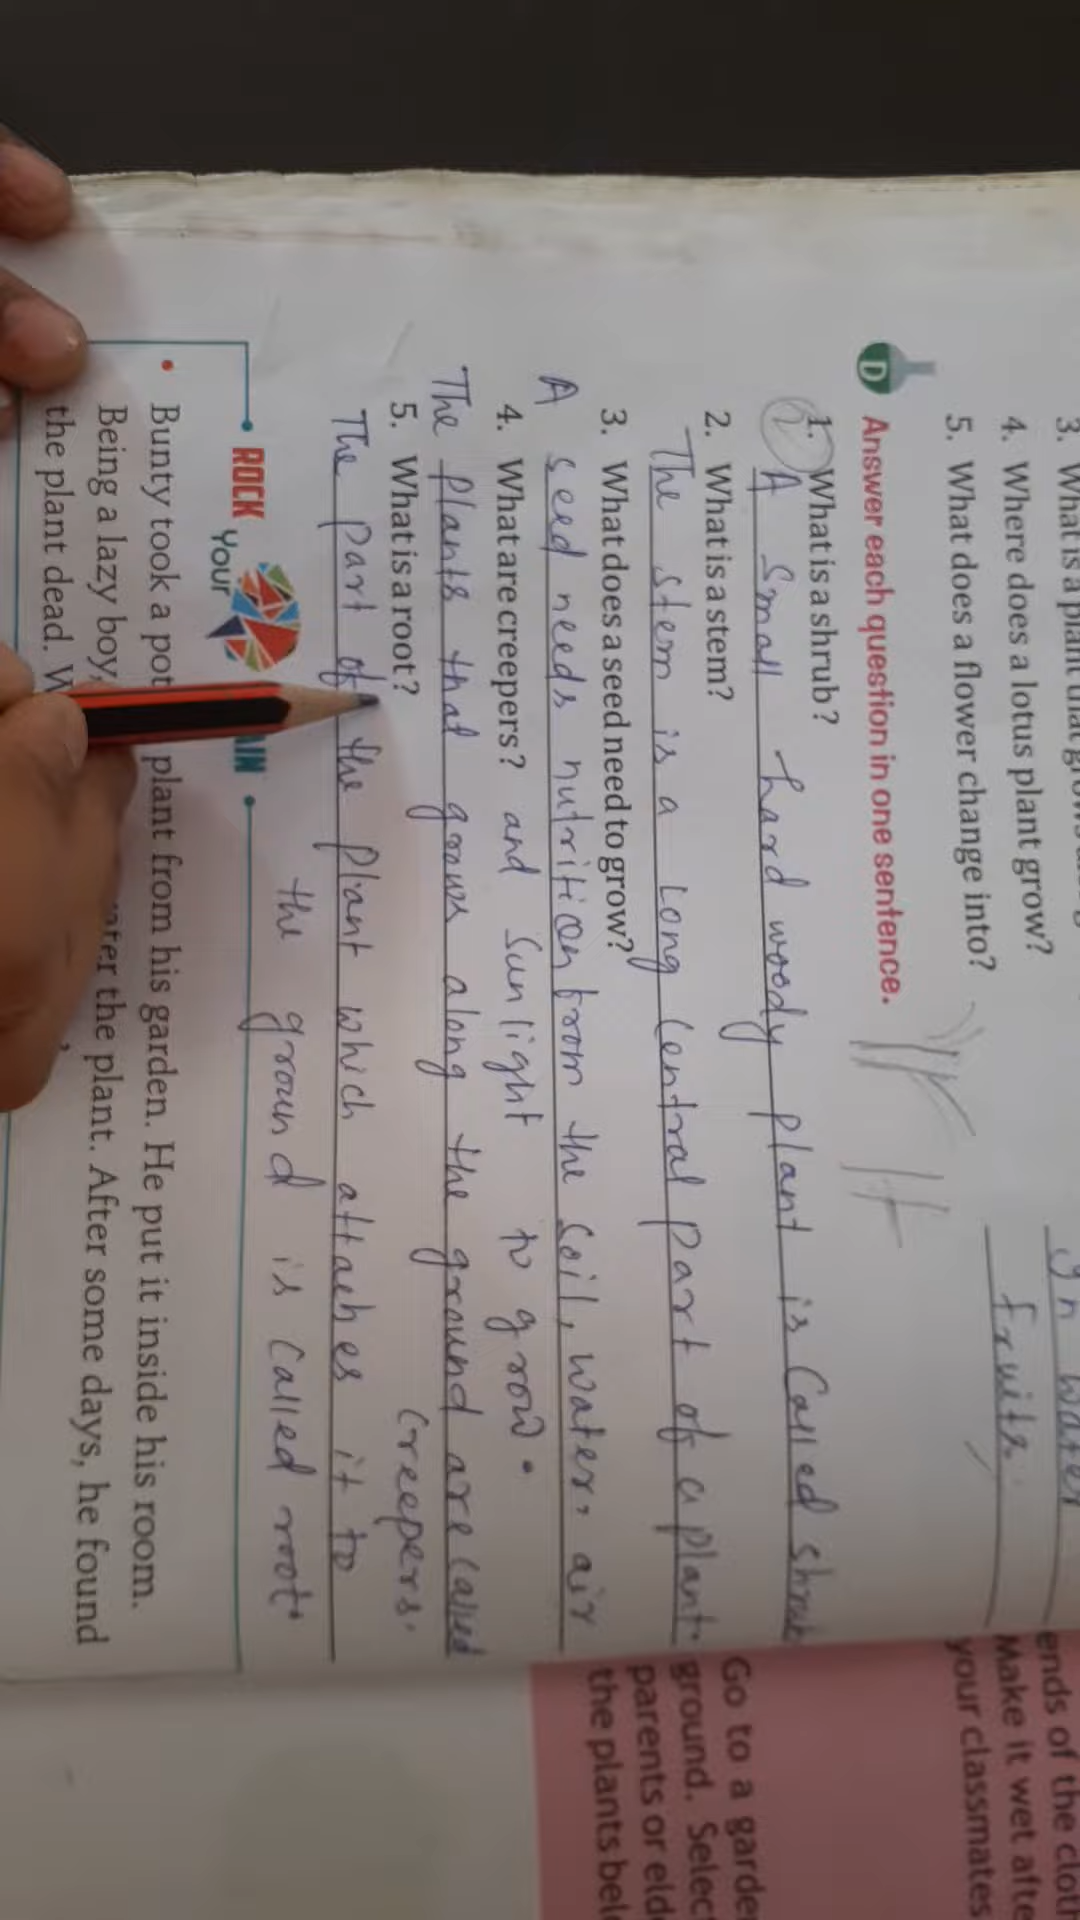 3. What is a plant that grows
4. Where does a lotus plant grow?
In water
5. What does a flower change into?
fruits.
D Answer each question in one sentence.
1. What is a shrub?
A small hard woody plant is called shrub
2. What is a stem?
The stem is a long central part of a plant.
3. What does a seed need to grow?
A seed needs nutrition from the soil, water, air
and sunlight to grow.
4. What are creepers?
The plants that grows along the ground are called
creepers.
5. What is a root?
The part of the plant which attaches it to
the ground is called root.
ROCK YOUR
Bunty took a pot plant from his garden. He put it inside his room.
Being a lazy boy, the plant. After some days, he found
the plant dead.
ends of the cloth
Make it wet afte
your classmates
Go to a garde
ground. Selec
parents or eld
the plants bel